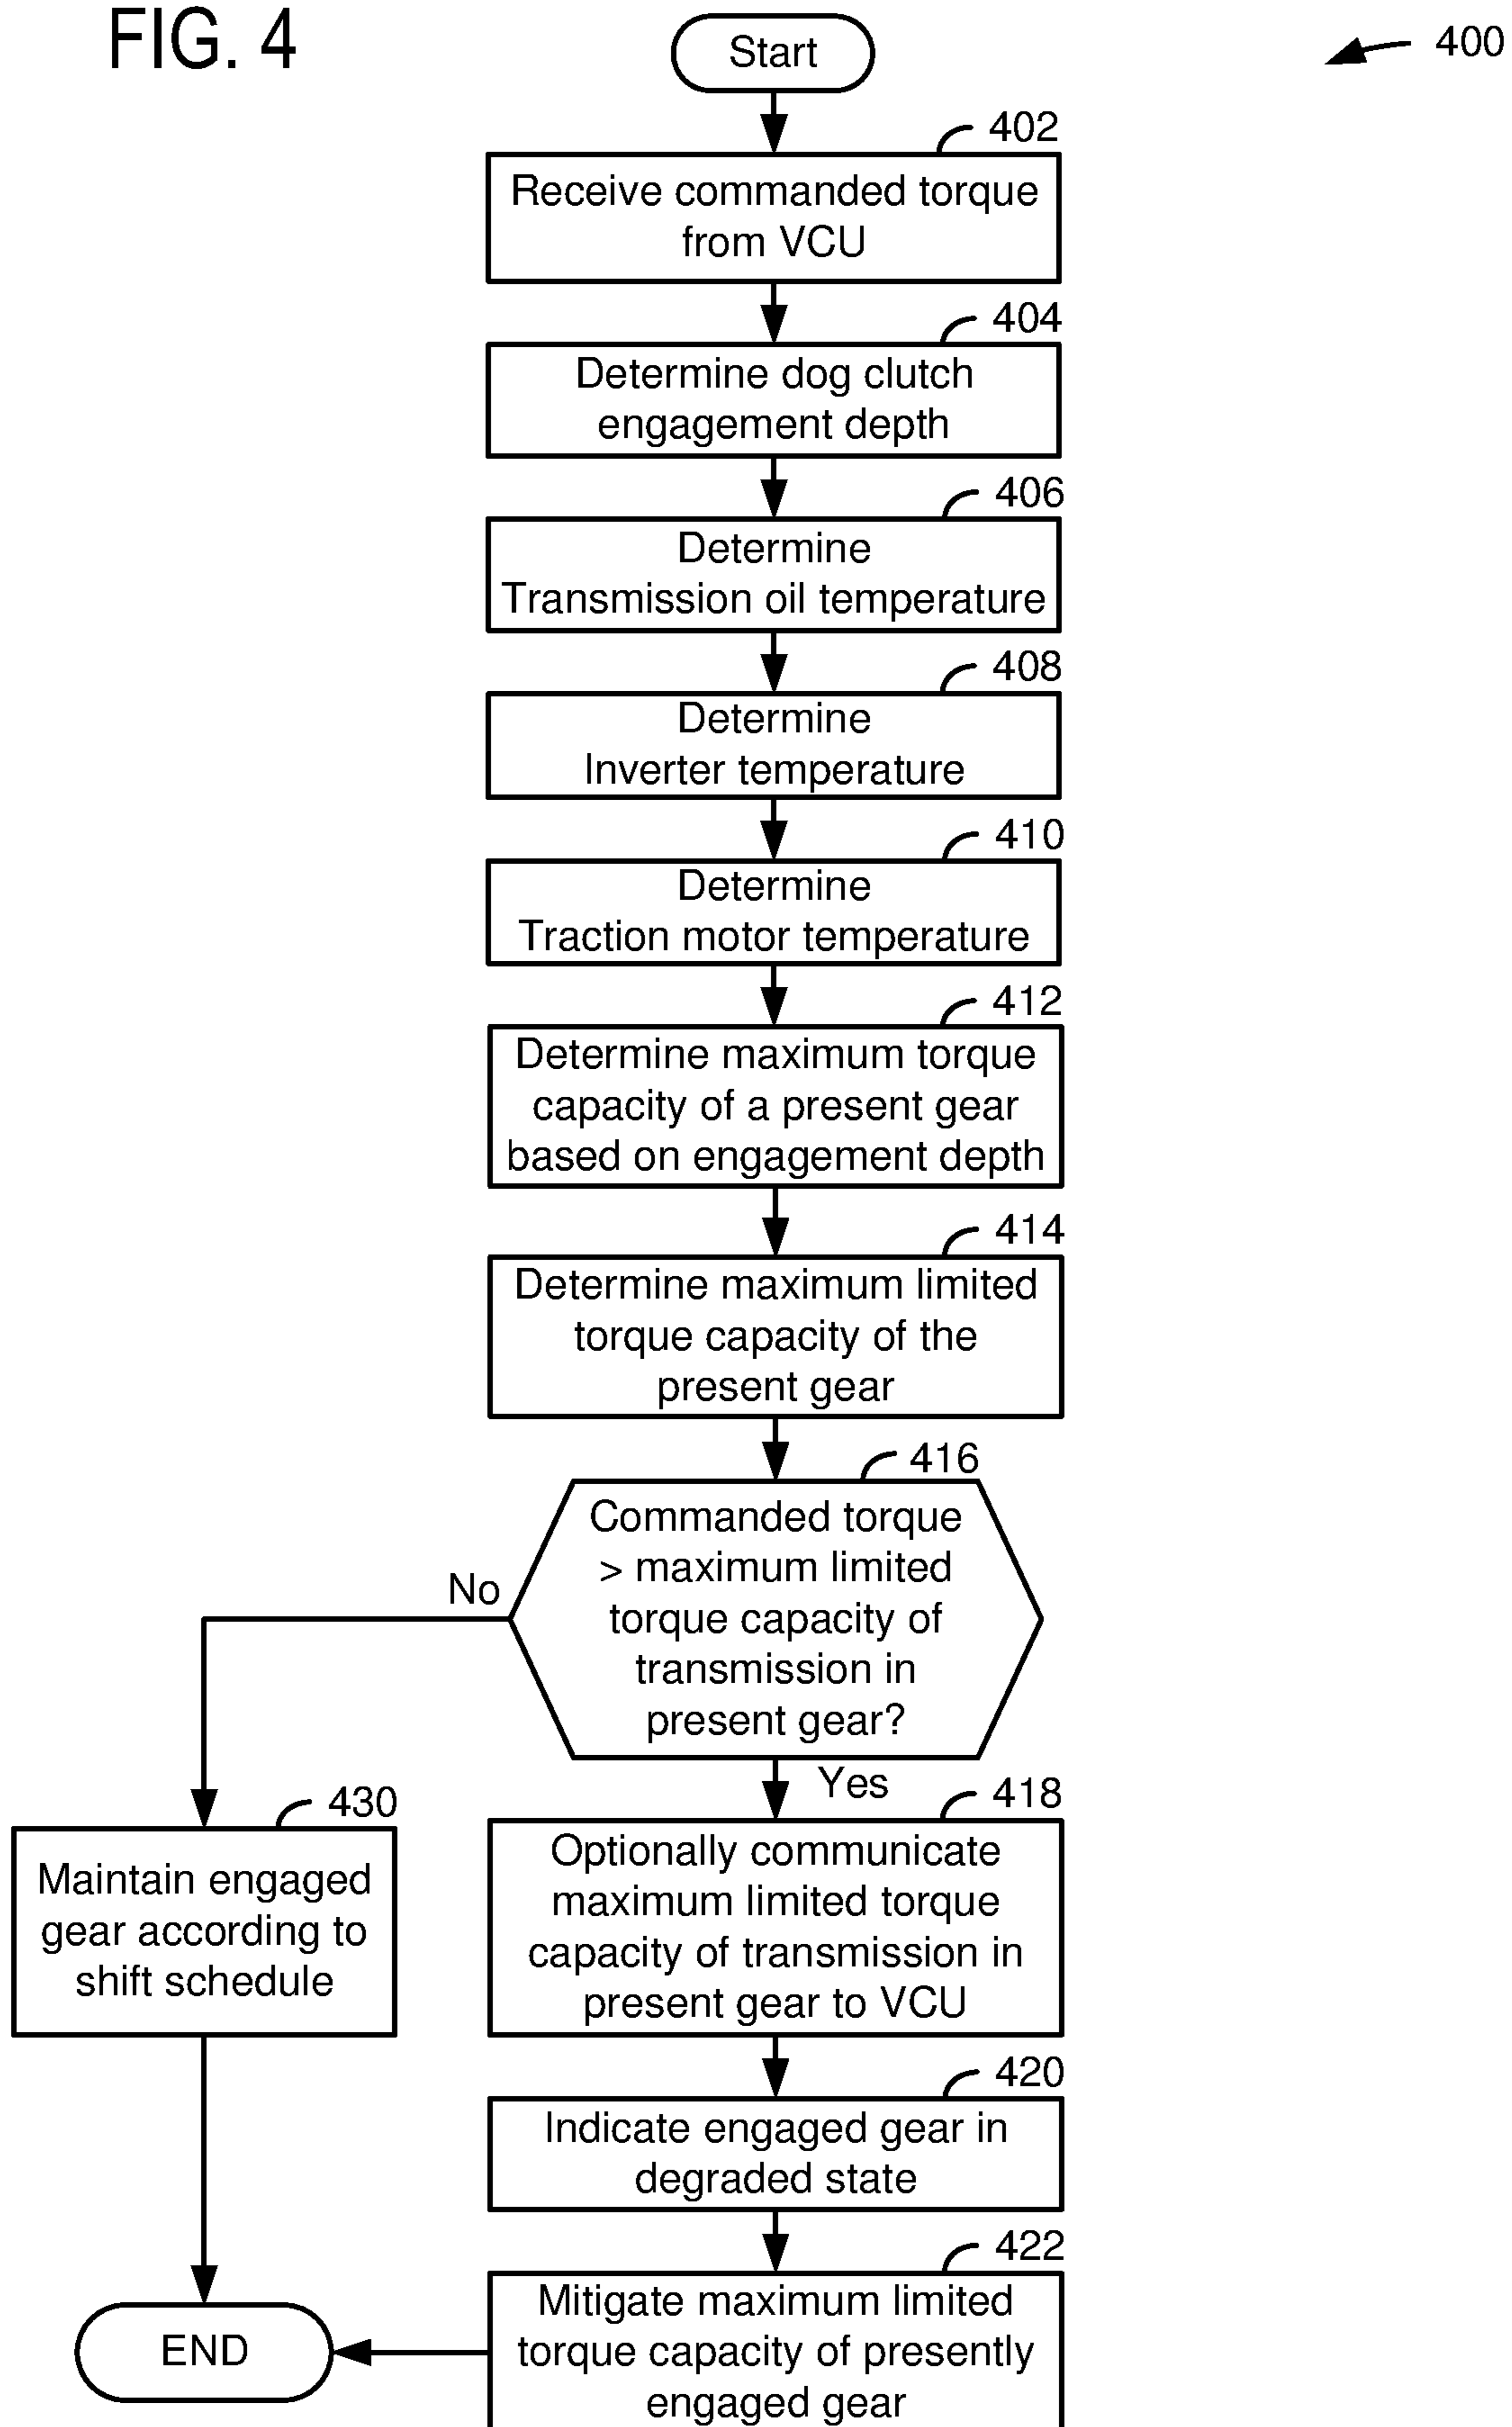 FIG. 4
400
Start
402
Receive commanded torque
from VCU
404
Determine dog clutch
engagement depth
406
Determine
Transmission oil temperature
408
Determine
Inverter temperature
410
Determine
Traction motor temperature
412
Determine maximum torque
capacity of a present gear
based on engagement depth
414
Determine maximum limited
torque capacity of the
present gear
416
Commanded torque
> maximum limited
torque capacity of
transmission in
present gear?
No
Yes
430
Maintain engaged
gear according to
shift schedule
418
Optionally communicate
maximum limited torque
capacity of transmission in
present gear to VCU
420
Indicate engaged gear in
degraded state
422
Mitigate maximum limited
torque capacity of presently
engaged gear
END